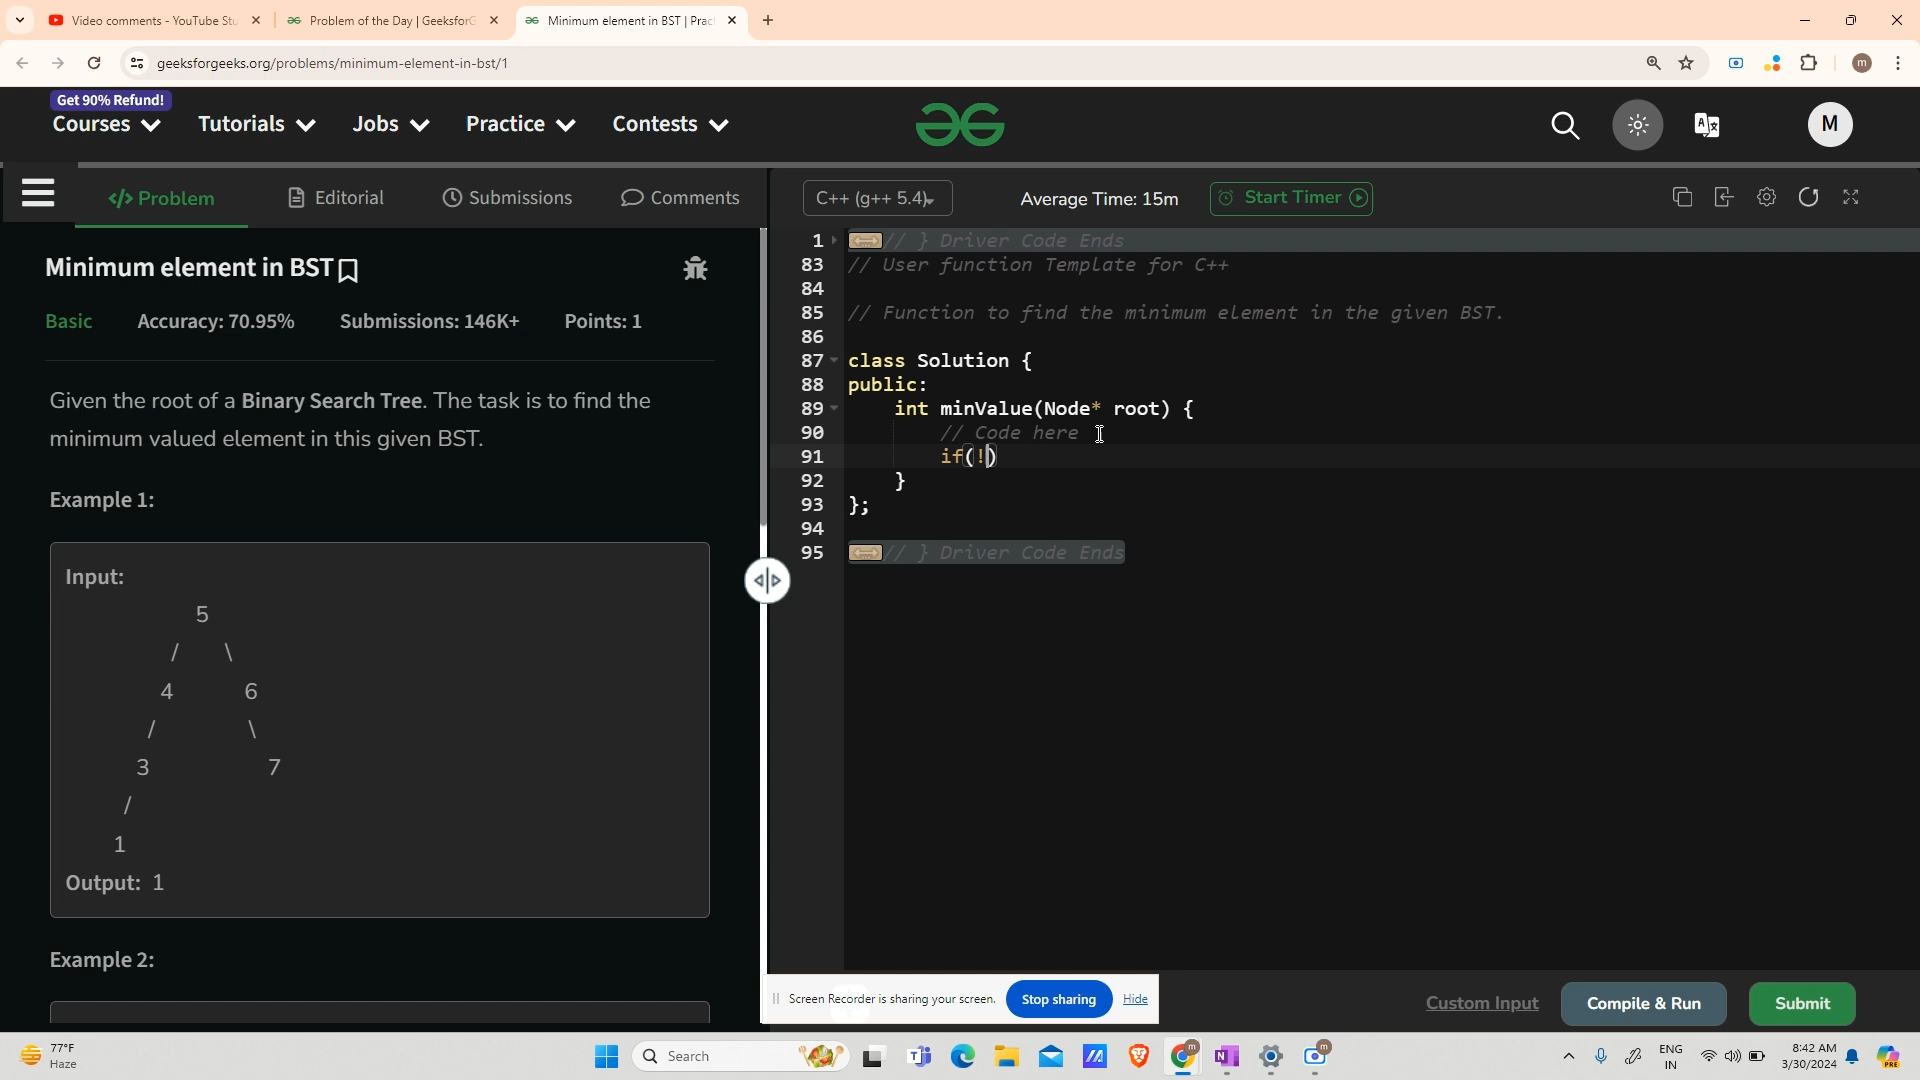 Video comments - YouTube Stu
Problem of the Day | GeeksforG
Minimum element in BST | Prac
geeksforgeeks.org/problems/minimum-element-in-bst/1
m
Get 90% Refund!
Courses
Tutorials
Jobs
Practice
Contests
M
</> Problem
Editorial
Submissions
Comments
C++ (g++ 5.4)
Average Time: 15m
Start Timer
Minimum element in BST
Basic
Accuracy: 70.95%
Submissions: 146K+
Points: 1
Given the root of a Binary Search Tree. The task is to find the
minimum valued element in this given BST.
Example 1:
Input:
5
/ \
4 6
/ \
3 7
/
1
Output: 1
Example 2:
1 // } Driver Code Ends
83 // User function Template for C++
84
85 // Function to find the minimum element in the given BST.
86
87 class Solution {
88 public:
89 int minValue(Node* root) {
90 // Code here
91 if(!)
92 }
93 };
94
95 // } Driver Code Ends
Screen Recorder is sharing your screen.
Stop sharing
Hide
Custom Input
Compile & Run
Submit
77°F
Haze
Search
m
m
ENG
IN
8:42 AM
3/30/2024
PRE